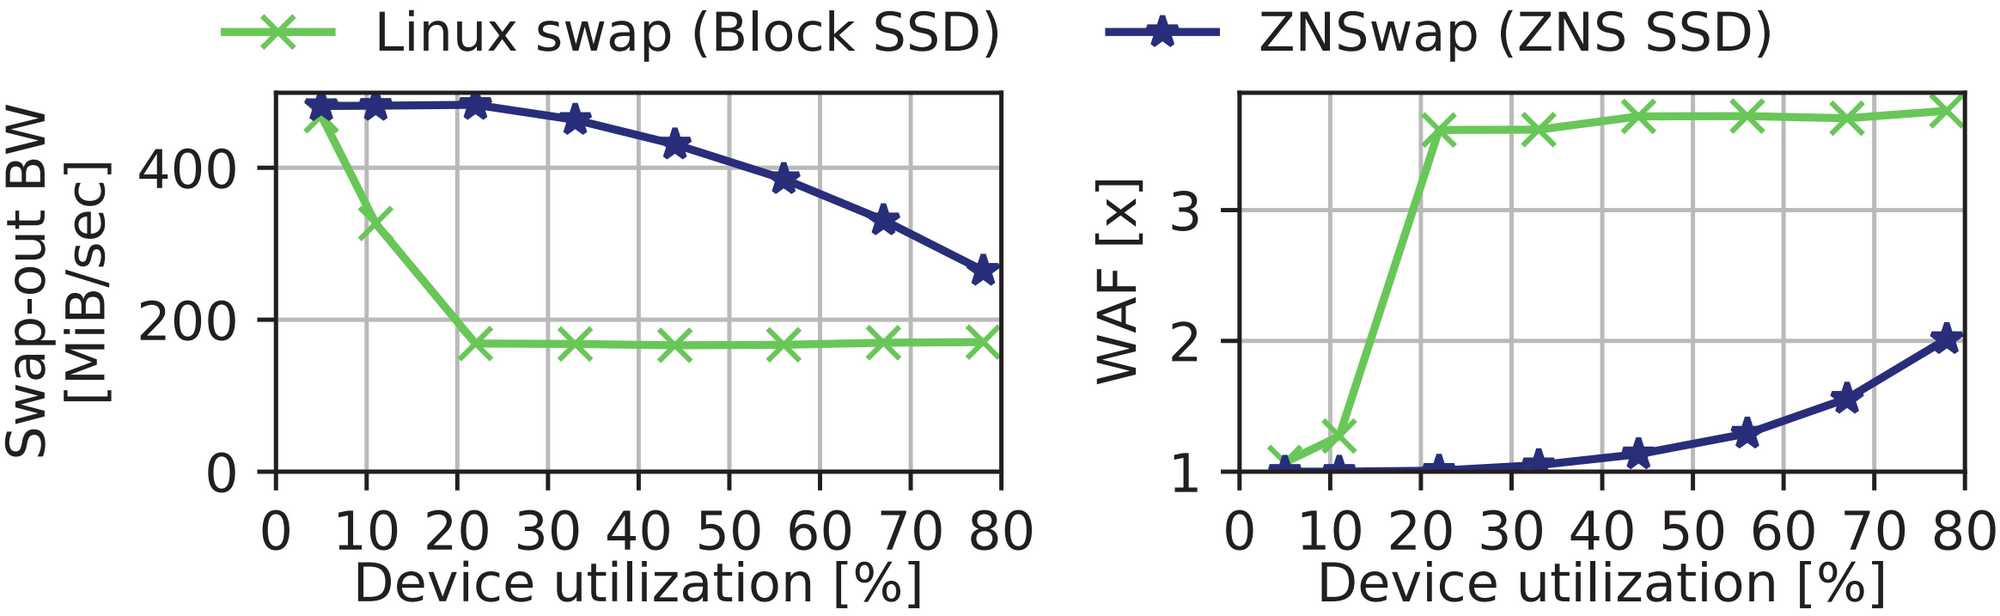 Linux swap (Block SSD)
ZNSwap (ZNS SSD)
Swap-out BW
[MiB/sec]
400
200
0
0 10 20 30 40 50 60 70 80
Device utilization [%]
WAF [x]
3
2
1
0 10 20 30 40 50 60 70 80
Device utilization [%]